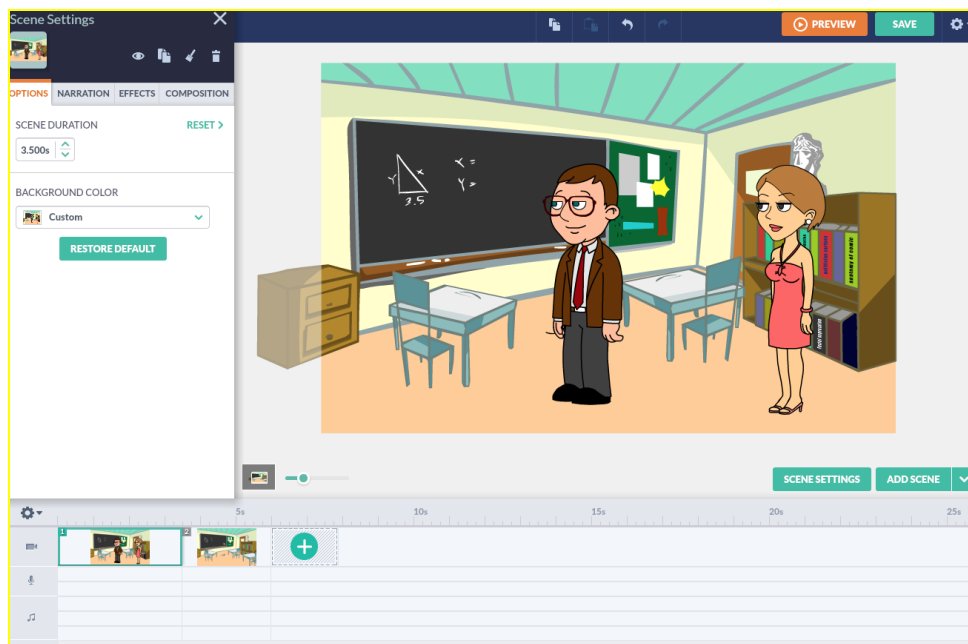 Scene Settings
PREVIEW
SAVE
OPTIONS
NARRATION
EFFECTS
COMPOSITION
SCENE DURATION
RESET
3.500s
BACKGROUND COLOR
Custom
RESTORE DEFAULT
Y
X
3.5
X =
Y =
SCENE SETTINGS
ADD SCENE
5s
10s
15s
20s
25s
1
2